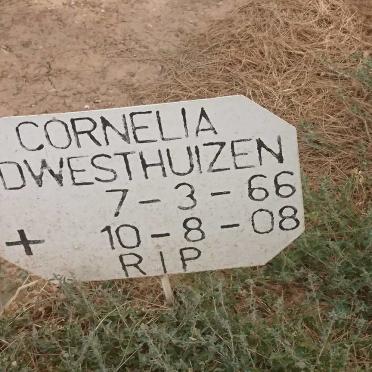 CORNELIA
DWESTHUIZEN
7-3-66
+ 10-8-08
RIP